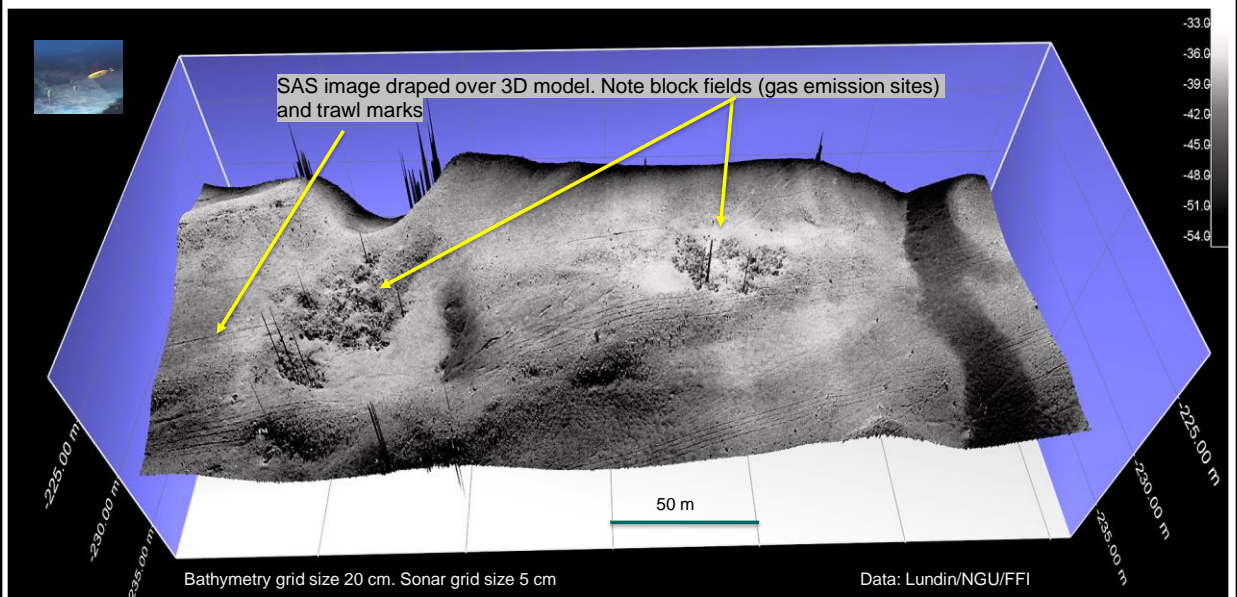 -33.0
-36.0
-39.0
-42.0
-45.0
-48.0
-51.0
-54.0
SAS image draped over 3D model. Note block fields (gas emission sites)
and trawl marks
-225.00 m
-230.00 m
235.00 m
-225.00 m
-230.00 m
-235.00 m
50 m
Bathymetry grid size 20 cm. Sonar grid size 5 cm
Data: Lundin/NGU/FFI